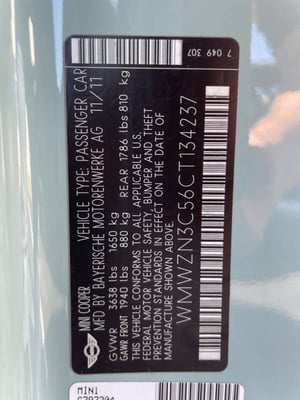 MINI COOPER
VEHICLE TYPE: PASSENGER CAR
MFD BY BAYERISCHE MOTORENWERKE AG 11/11
GVWR 3638 lbs 1650 kg
GAWR FRONT 1940 lbs 880 kg REAR 1786 lbs 810 kg
THIS VEHICLE CONFORMS TO ALL APPLICABLE
FEDERAL MOTOR VEHICLE SAFETY, BUMPER AND THEFT
PREVENTION STANDARDS IN EFFECT ON THE DATE OF
MANUFACTURE SHOWN ABOVE.
WMWZN3C56CT134237
7 049 307
MINI